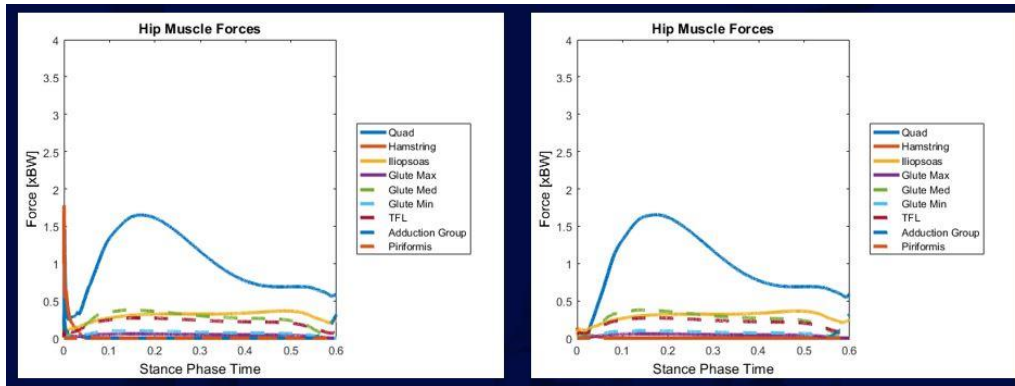 Hip Muscle Forces
4
3.5
3
2.5
2
1.5
1
0.5
0
Force [xBW]
0 0.1 0.2 0.3 0.4 0.5 0.6
Stance Phase Time
Quad
Hamstring
Iliopsoas
Glute Max
Glute Med
Glute Min
TFL
Adduction Group
Piriformis
Hip Muscle Forces
4
3.5
3
2.5
2
1.5
1
0.5
0
Force [xBW]
0 0.1 0.2 0.3 0.4 0.5 0.6
Stance Phase Time
Quad
Hamstring
Iliopsoas
Glute Max
Glute Med
Glute Min
TFL
Adduction Group
Piriformis